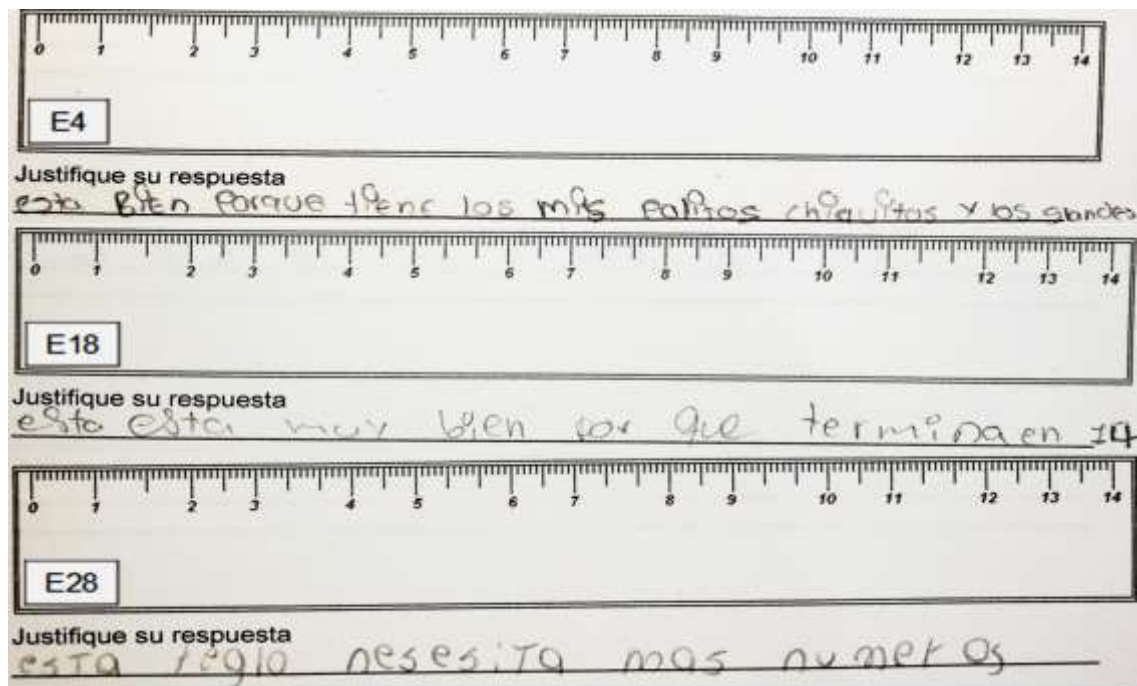 0 1 2 3 4 5 6 7 8 9 10 11 12 13 14
E4
Justifique su respuesta
esta Bien Porque tiene los mis palitos chiquitos y los grandes
0 1 2 3 4 5 6 7 8 9 10 11 12 13 14
E18
Justifique su respuesta
esta esta muy bien por que termina en 14
0 1 2 3 4 5 6 7 8 9 10 11 12 13 14
E28
Justifique su respuesta
esTa regla nesesiTa mas numeros